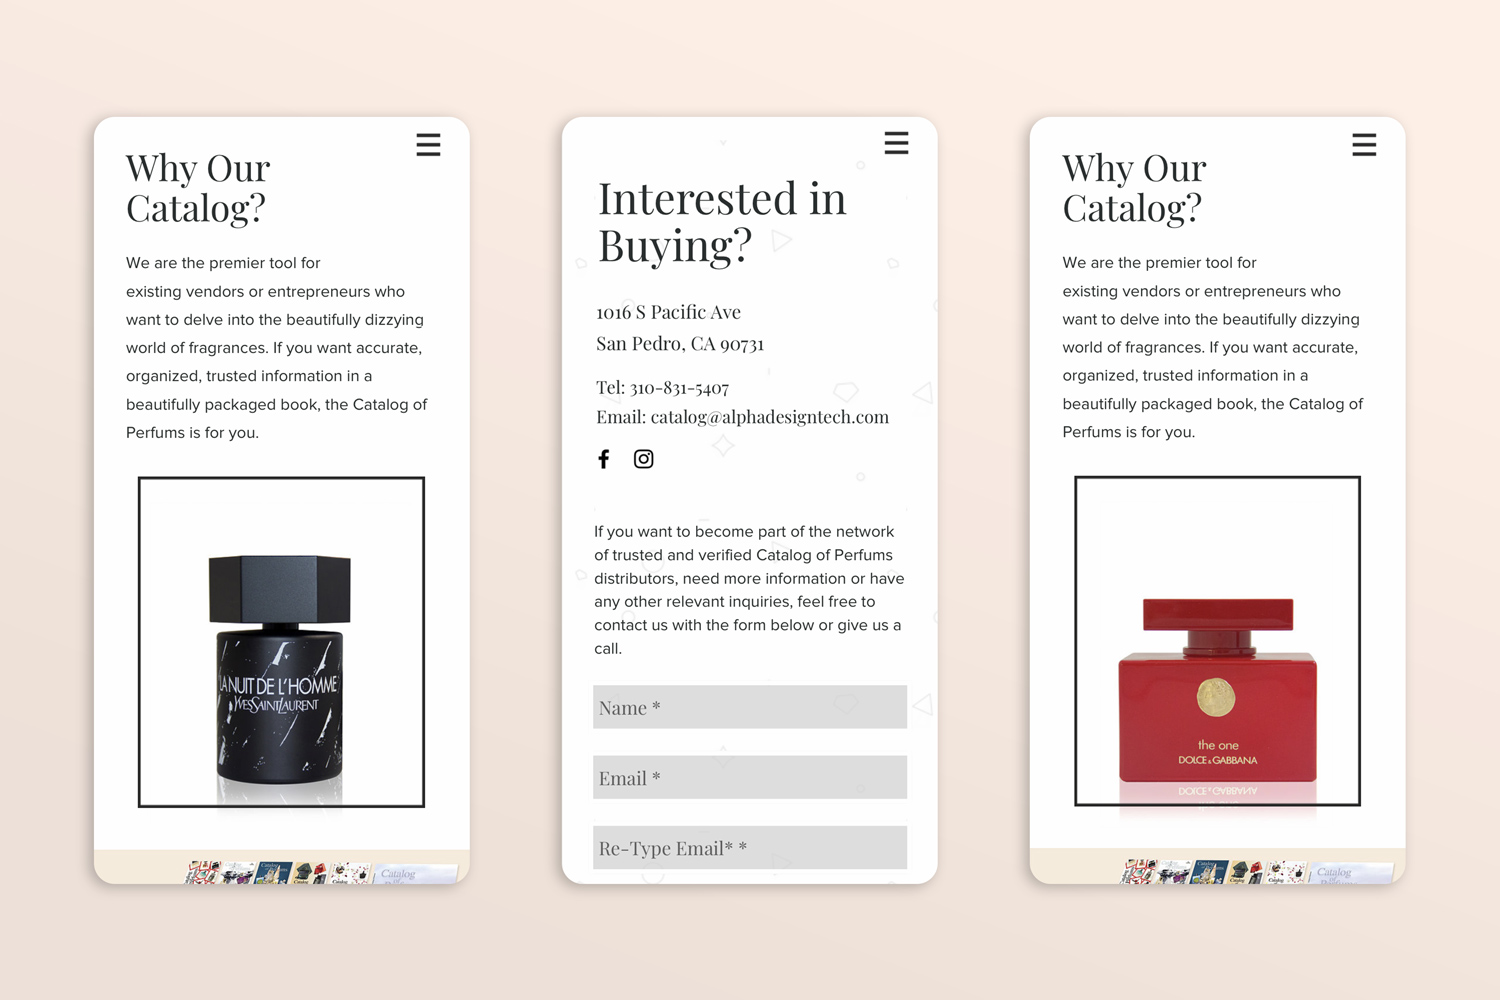 Why Our
Catalog?
We are the premier tool for
existing vendors or entrepreneurs who
want to delve into the beautifully dizzying
world of fragrances. If you want accurate,
organized, trusted information in a
beautifully packaged book, the Catalog of
Perfums is for you.
LA NUIT DE L'HOMME
YVESSAINTLAURENT
Catalog
Interested in
Buying?
1016 S Pacific Ave
San Pedro, CA 90731
Tel: 310-831-5407
Email: catalog@alphadesigntech.com
If you want to become part of the network
of trusted and verified Catalog of Perfums
distributors, need more information or have
any other relevant inquiries, feel free to
contact us with the form below or give us a
call.
Name *
Email *
Re-Type Email* *
Why Our
Catalog?
We are the premier tool for
existing vendors or entrepreneurs who
want to delve into the beautifully dizzying
world of fragrances. If you want accurate,
organized, trusted information in a
beautifully packaged book, the Catalog of
Perfums is for you.
the one
DOLCE & GABBANA
Catalog